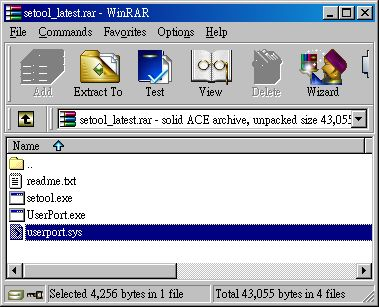 setool_latest.rar - WinRAR
File Commands Favorites Options Help
Add Extract To Test View Delete Wizard
setool_latest.rar - solid ACE archive, unpacked size 43,055
Name
..
readme.txt
setool.exe
UserPort.exe
userport.sys
Selected 4,256 bytes in 1 file Total 43,055 bytes in 4 files